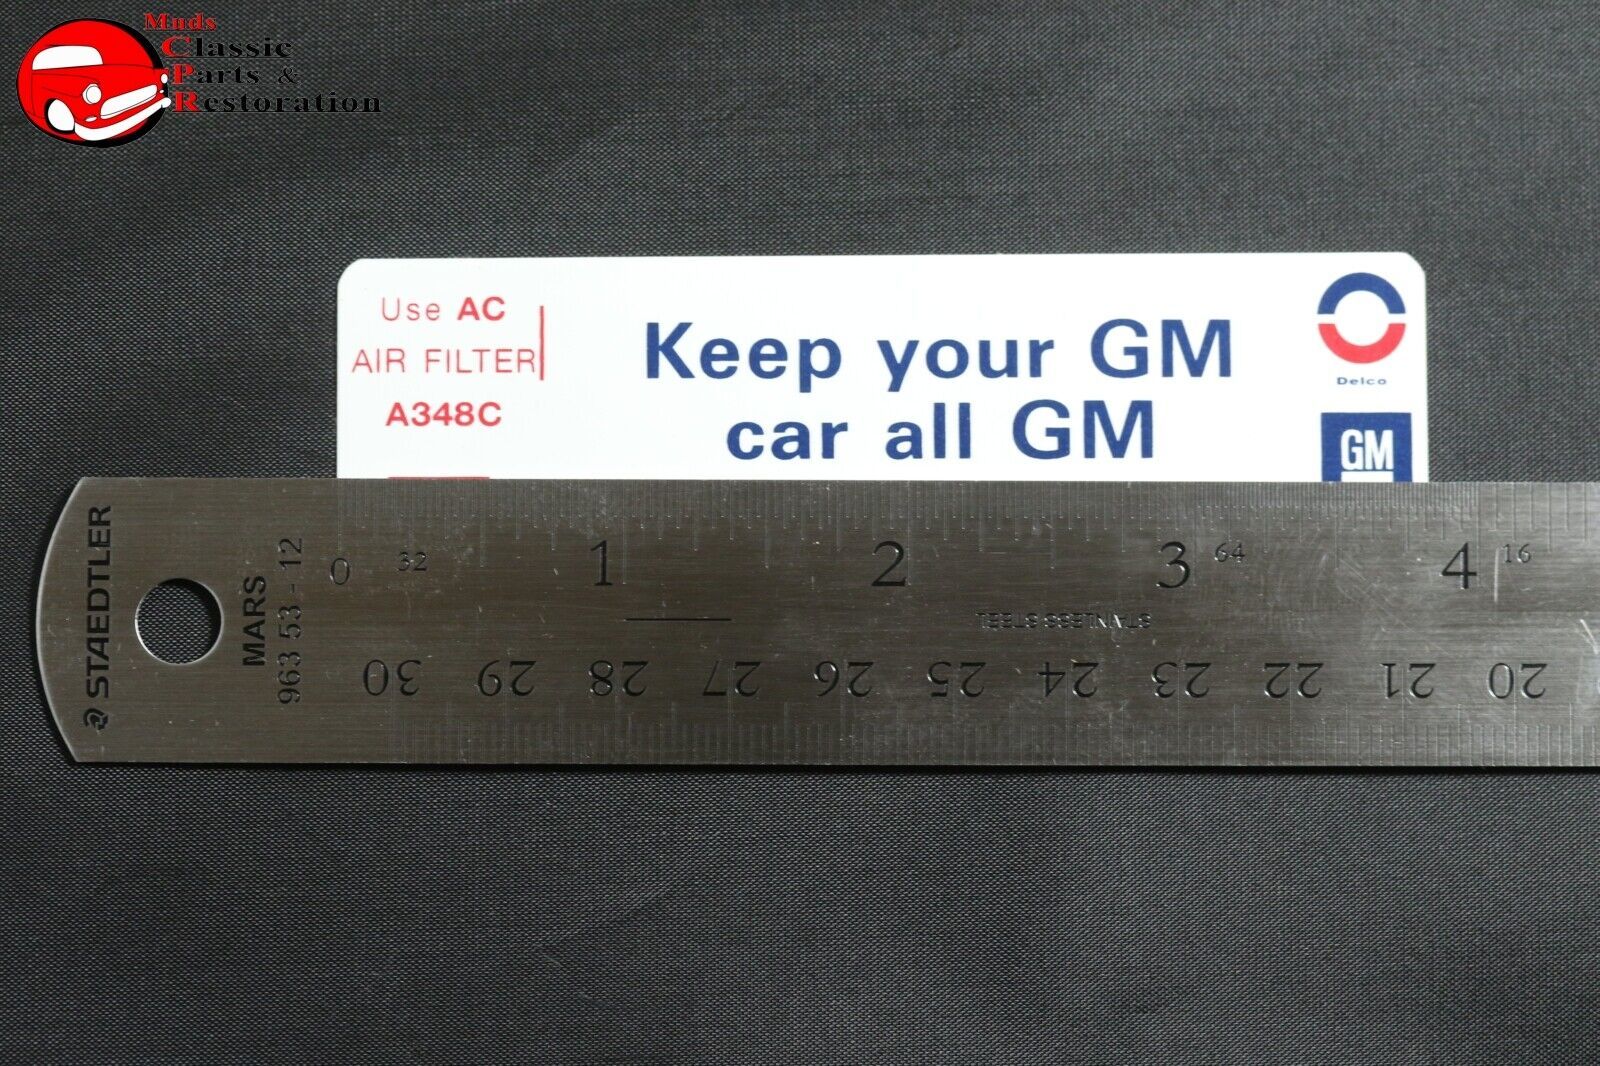 Muds
Classic
Parts &
Restoration
Use AC
AIR FILTER
A348C
Keep your GM
car all GM
Delco
GM
STAEDTLER
MARS
963 53 - 12
0 32 1 2 3 64 4 16
STAINLESS STEEL
30 29 28 27 26 25 24 23 22 21 20